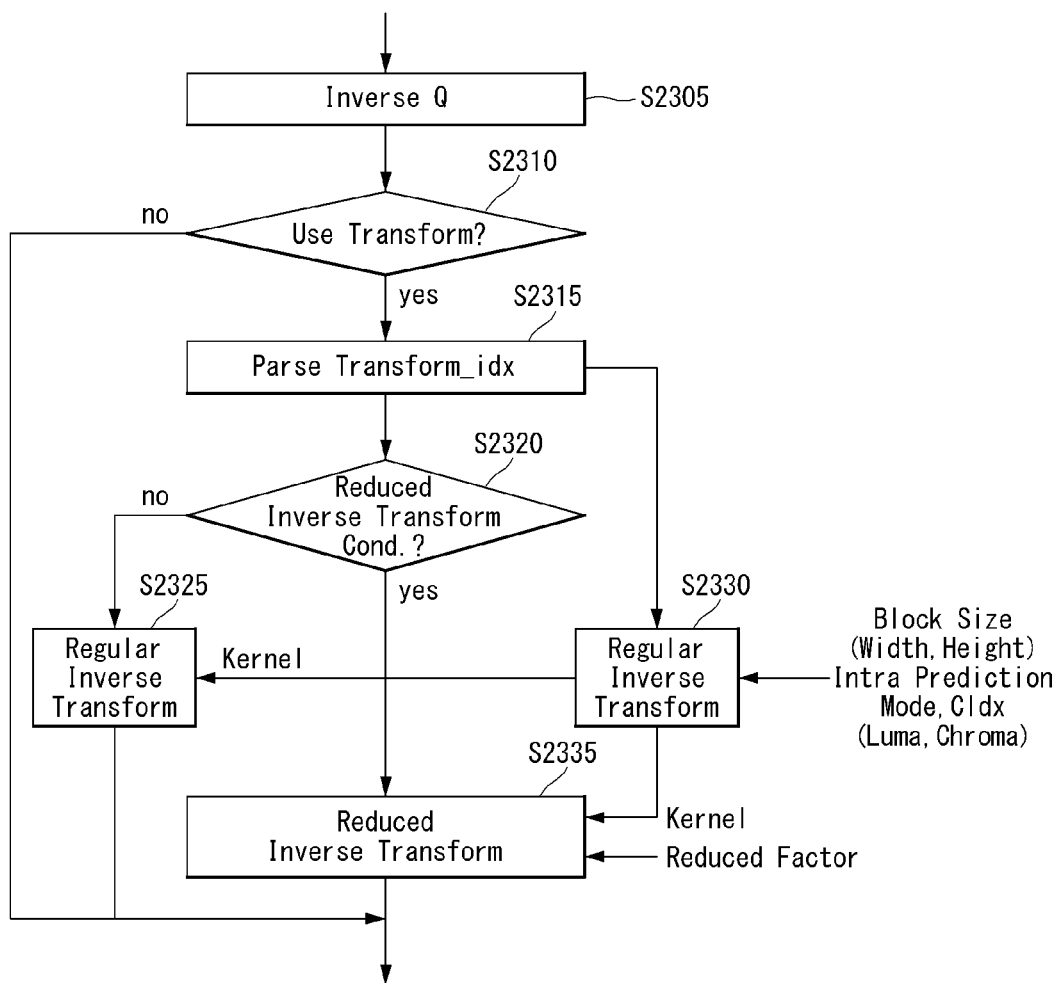 Inverse Q
S2305
S2310
no
Use Transform?
yes
S2315
Parse Transform_idx
S2320
no
Reduced
Inverse Transform
Cond.?
yes
S2325
Regular
Inverse
Transform
Kernel
S2330
Regular
Inverse
Transform
Block Size
(Width, Height)
Intra Prediction
Mode, CIdx
(Luma, Chroma)
S2335
Reduced
Inverse Transform
Kernel
Reduced Factor